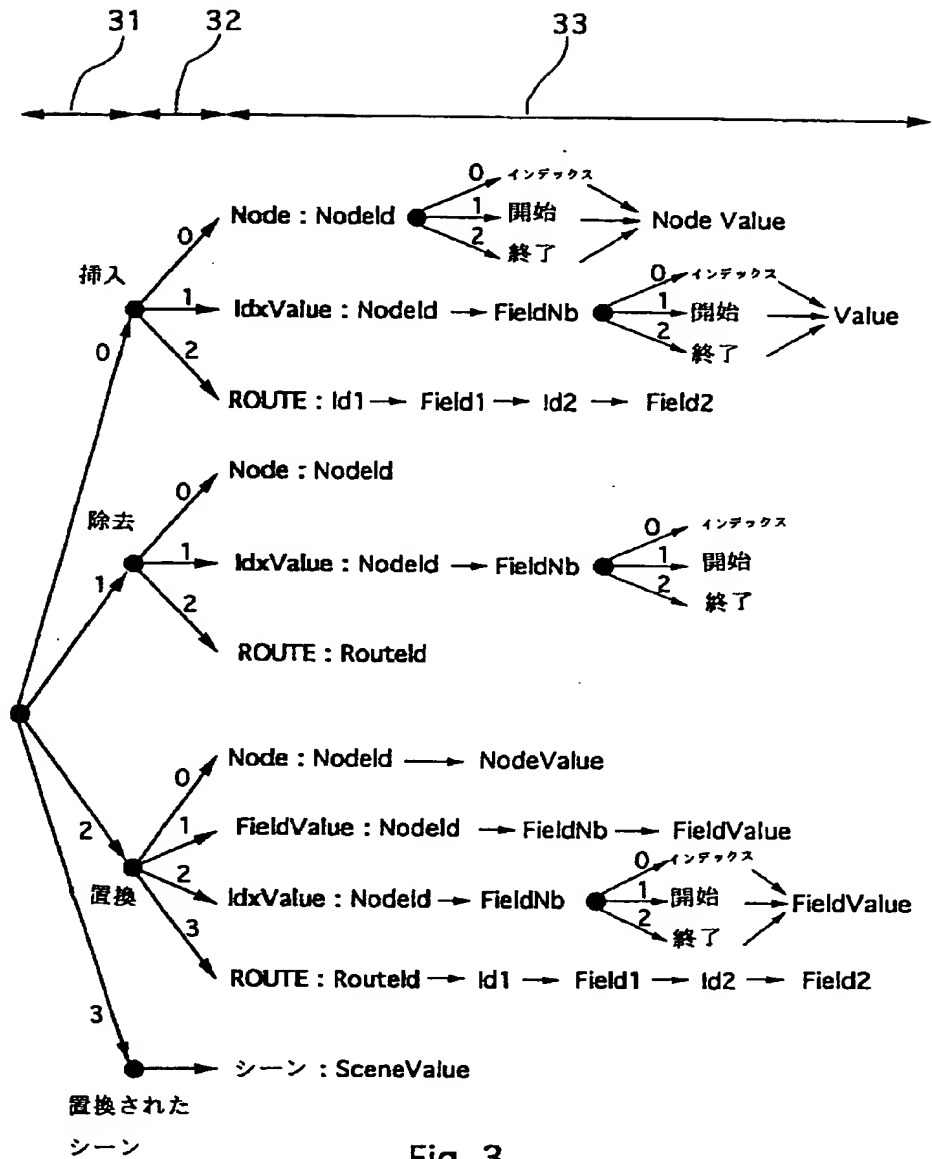 31 32 33
0 インデックス
Node : NodeId 1 開始 Node Value
0 2 終了
挿入 0 インデックス
1 IdxValue : NodeId FieldNb 1 開始 Value
0 2 2 終了
ROUTE : Id1 Field1 Id2 Field2
Node : NodeId
0
除去 0 インデックス
1 IdxValue : NodeId FieldNb 1 開始
1 2 2 終了
ROUTE : RouteId
Node : NodeId NodeValue
0
2 1 FieldValue : NodeId FieldNb FieldValue
0 インデックス
置換 2 IdxValue : NodeId FieldNb 1 開始 FieldValue
3 2 終了
ROUTE : RouteId Id1 Field1 Id2 Field2
3
シーン : SceneValue
置換された
シーン
Fig. 3